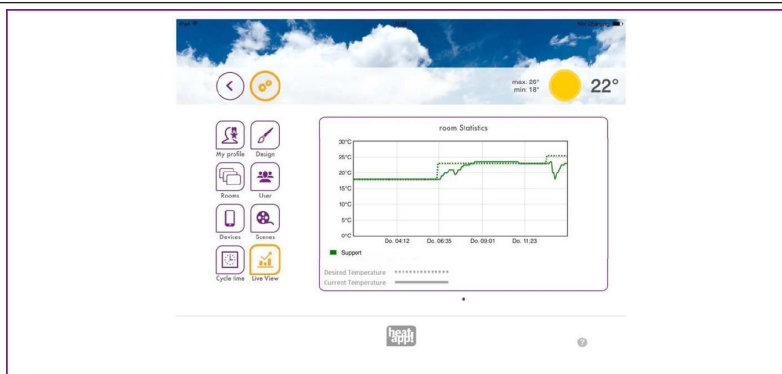 max: 26°
min: 18°
22°
My profile
Design
Rooms
User
Devices
Scenes
Cycle time
Live View
room Statistics
30°C
25°C
20°C
15°C
10°C
5°C
0°C
Do. 04:12
Do. 06:35
Do. 09:01
Do. 11:23
Support
Desired Temperature
Current Temperature
heat
app!
?